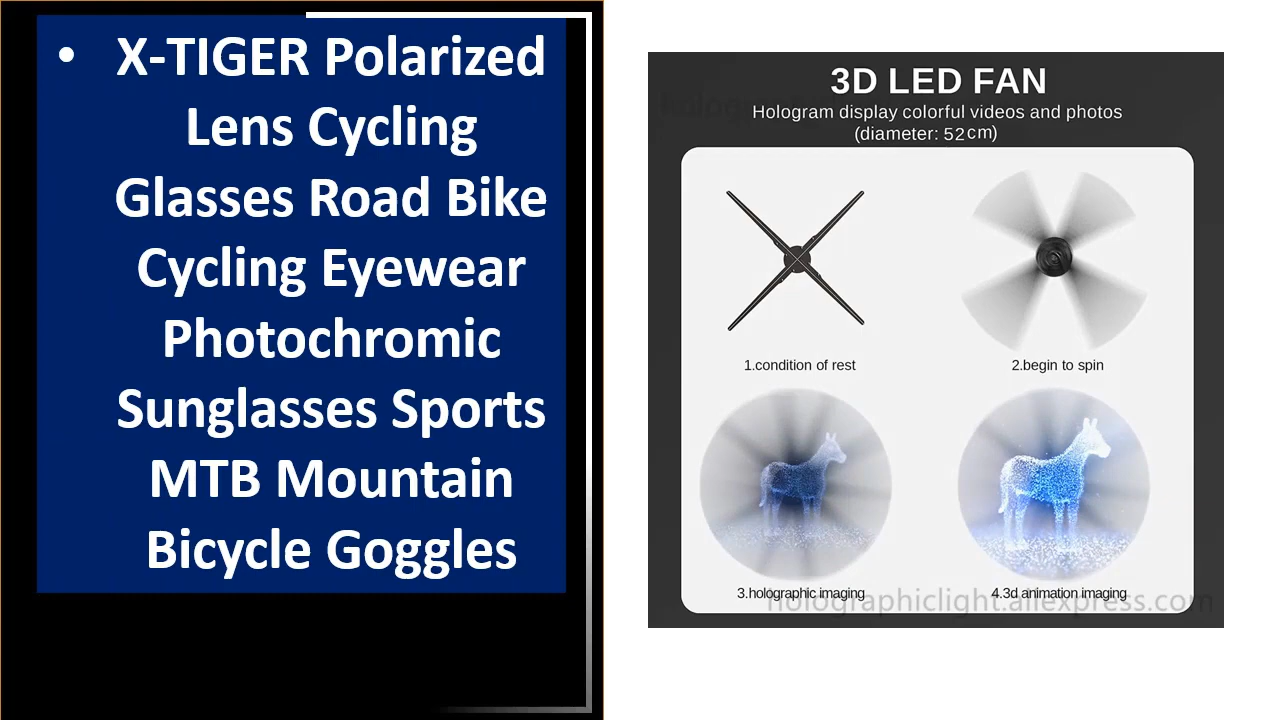 • X-TIGER Polarized
Lens Cycling
Glasses Road Bike
Cycling Eyewear
Photochromic
Sunglasses Sports
MTB Mountain
Bicycle Goggles
3D LED FAN
Hologram display colorful videos and photos
(diameter: 52cm)
1.condition of rest
2.begin to spin
3.holographic imaging
4.3d animation imaging
holographiclight.aliexpress.com